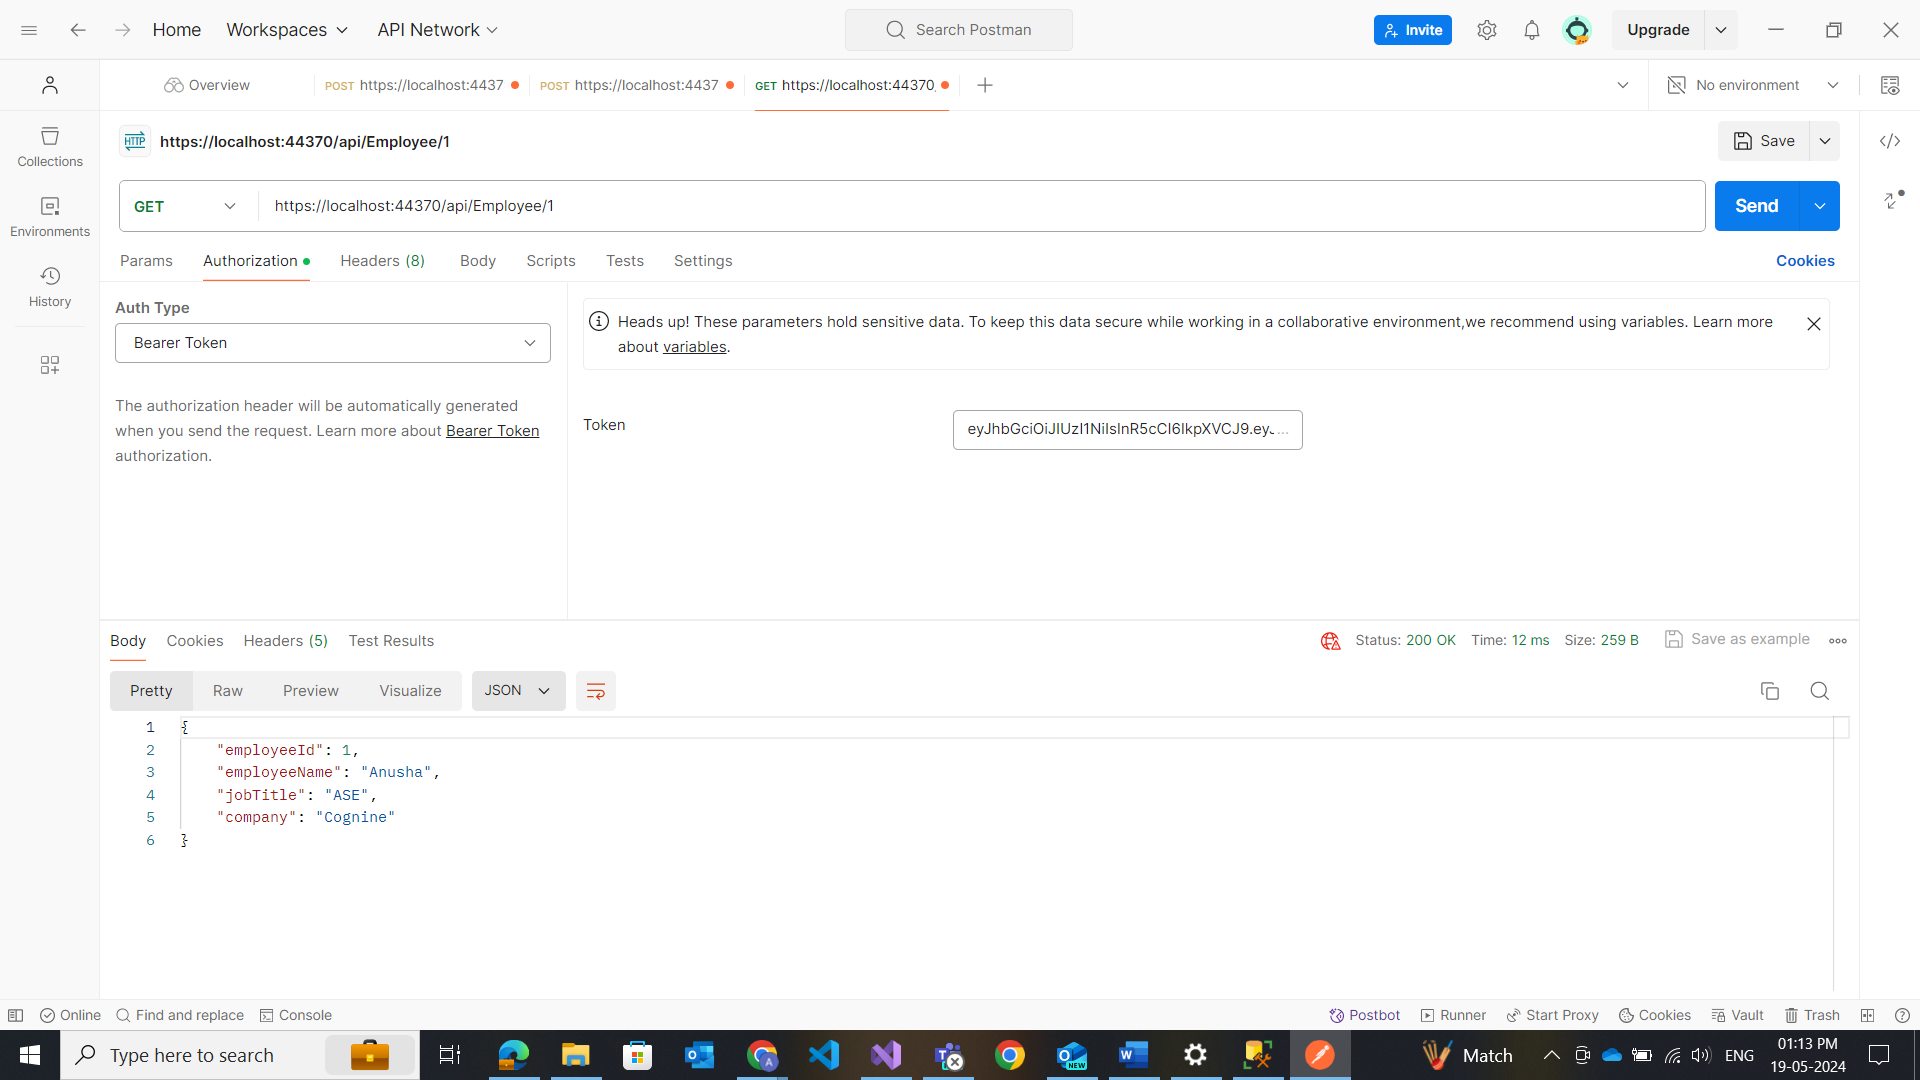 Home Workspaces API Network Search Postman Invite Upgrade
Overview POST https://localhost:4437 POST https://localhost:4437 GET https://localhost:44370, No environment
HTTP https://localhost:44370/api/Employee/1 Save
Collections
GET https://localhost:44370/api/Employee/1 Send
Environments
Params Authorization Headers (8) Body Scripts Tests Settings Cookies
History
Auth Type
Bearer Token
The authorization header will be automatically generated
when you send the request. Learn more about Bearer Token
authorization.
Heads up! These parameters hold sensitive data. To keep this data secure while working in a collaborative environment,we recommend using variables. Learn more
about variables.
Token eyJhbGciOiJIUzI1NiIsInR5cCI6IkpXVCJ9.eyJ...
Body Cookies Headers (5) Test Results Status: 200 OK Time: 12 ms Size: 259 B Save as example
Pretty Raw Preview Visualize JSON
1 {
2 "employeeId": 1,
3 "employeeName": "Anusha",
4 "jobTitle": "ASE",
5 "company": "Cognine"
6 }
Online Find and replace Console Postbot Runner Start Proxy Cookies Vault Trash
Type here to search Match ENG 01:13 PM
19-05-2024